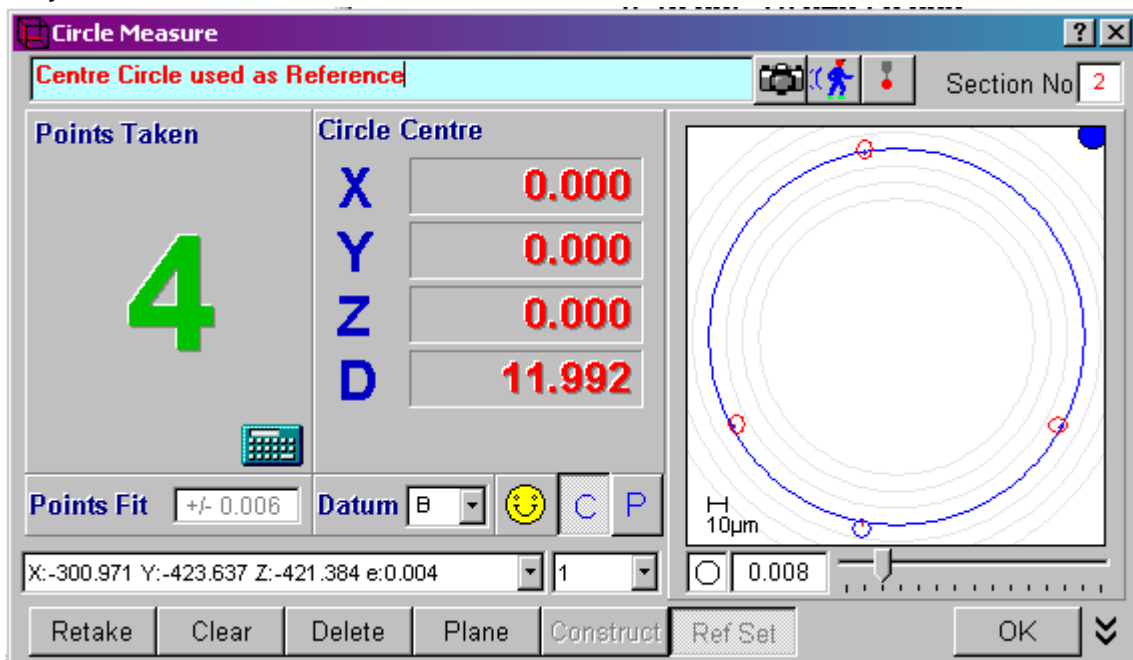 Circle Measure
? X
Centre Circle used as Reference
Section No 2
Points Taken
4
Circle Centre
X 0.000
Y 0.000
Z 0.000
D 11.992
10µm
Points Fit +/- 0.006
Datum B
C P
X:-300.971 Y:-423.637 Z:-421.384 e:0.004
1
0.008
Retake Clear Delete Plane Construct Ref Set OK